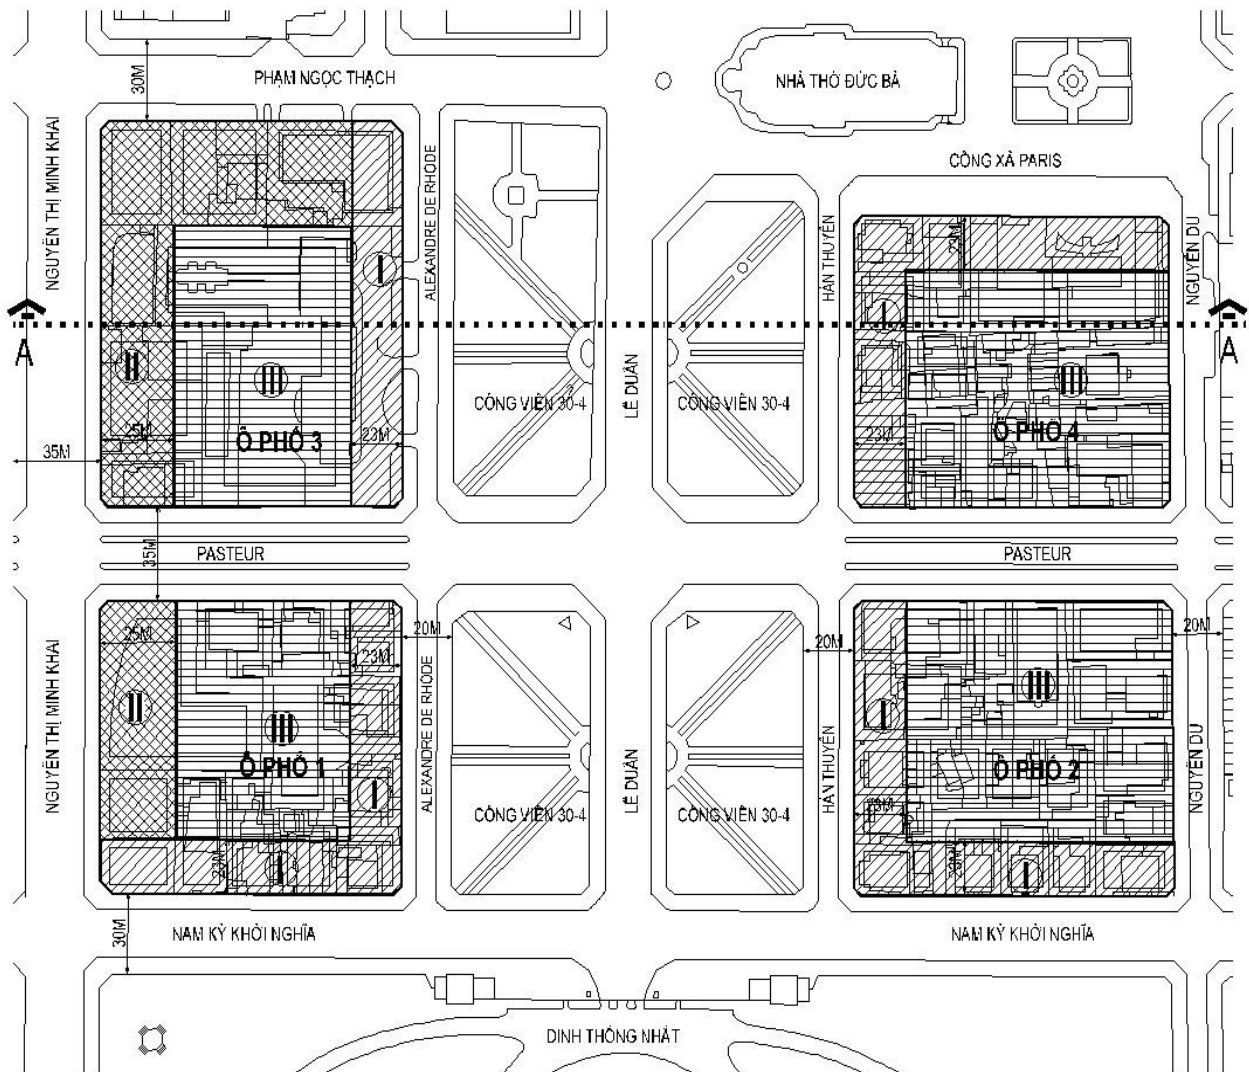 30M
PHẠM NGỌC THẠCH
NHÀ THỜ ĐỨC BÀ
CÔNG XÃ PARIS
NGUYỄN THỊ MINH KHAI
ALEXANDRE DE RHODE
HÀN THUYÊN
NGUYỄN DU
23M
I
I
A
A
II
III
III
LÊ DUẨN
CÔNG VIÊN 30-4
CÔNG VIÊN 30-4
25M
Ô PHỐ 3
23M
Ô PHỐ 4
23M
35M
35M
PASTEUR
PASTEUR
25M
23M
20M
20M
20M
NGUYỄN THỊ MINH KHAI
II
III
Ô PHỐ 1
I
ALEXANDRE DE RHODE
CÔNG VIÊN 30-4
LÊ DUẨN
CÔNG VIÊN 30-4
HÀN THUYÊN
I
III
Ô PHỐ 2
NGUYỄN DU
23M
23M
I
23M
I
30M
NAM KỲ KHỞI NGHĨA
NAM KỲ KHỞI NGHĨA
DINH THỐNG NHẤT